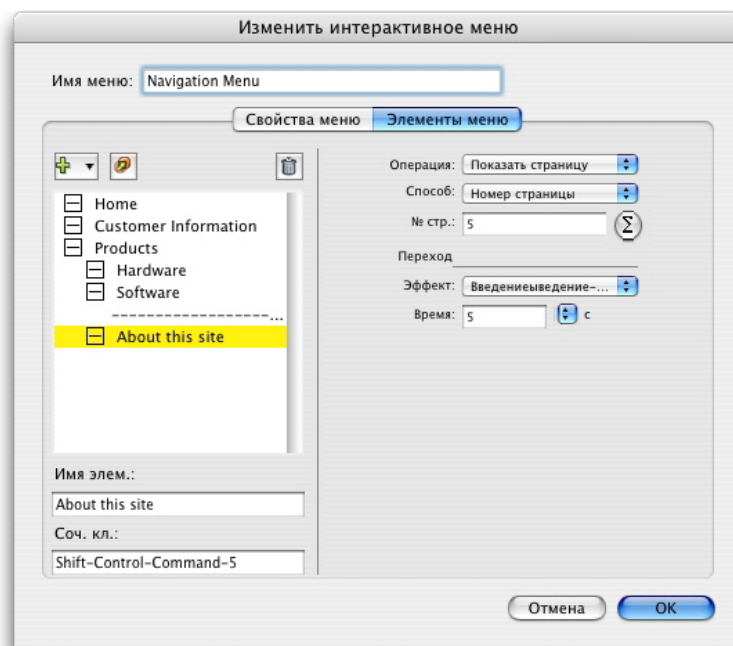 Изменить интерактивное меню
Имя меню: Navigation Menu
Свойства меню Элементы меню
Home
Customer Information
Products
Hardware
Software
-------------------...
About this site
Имя элем.:
About this site
Соч. кл.:
Shift-Control-Command-5
Операция: Показать страницу
Способ: Номер страницы
№ стр.: 5
Переход
Эффект: Введениеыведение-...
Время: 5 с
Отмена OK